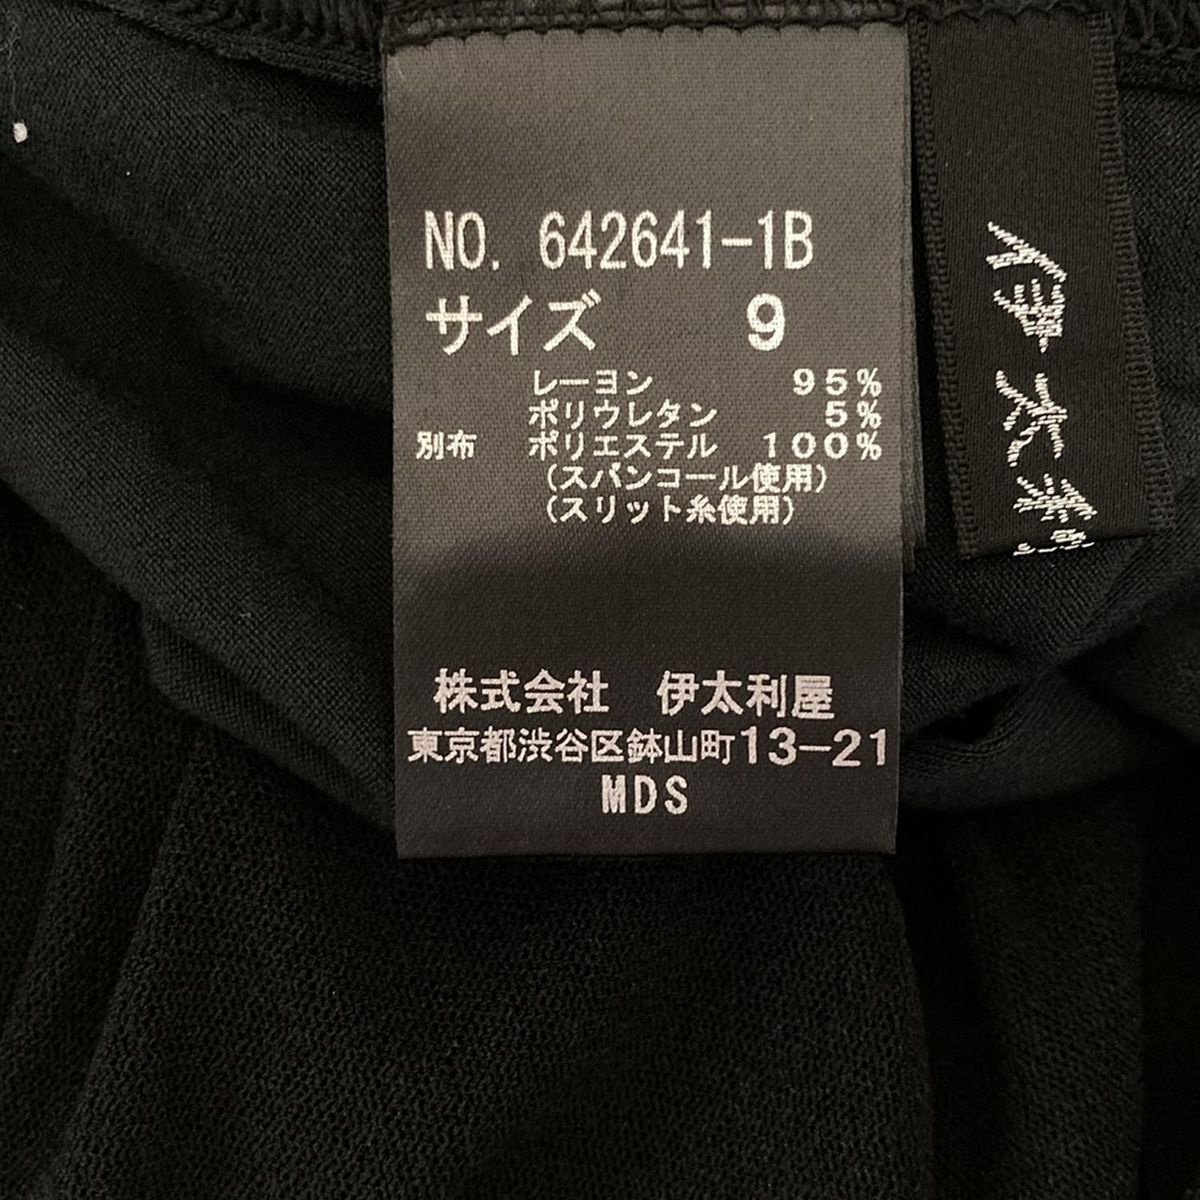 NO. 642641-1B
サイズ 9
レーヨン 95%
ポリウレタン 5%
別布 ポリエステル 100%
(スパンコール使用)
(スリット糸使用)
株式会社 伊太利屋
東京都渋谷区鉢山町13-21
MDS
伊太利